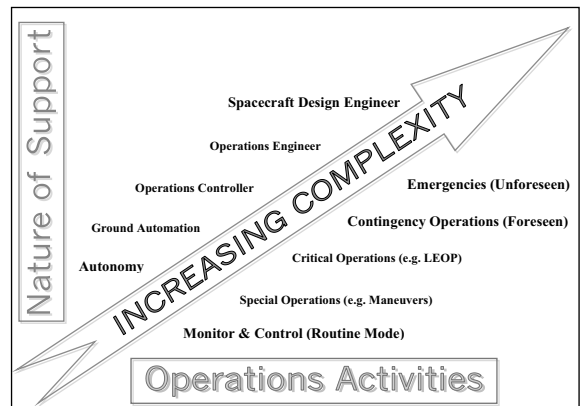 Nature of Support
Spacecraft Design Engineer
Operations Engineer
Operations Controller
Ground Automation
Autonomy
INCREASING COMPLEXITY
Emergencies (Unforeseen)
Contingency Operations (Foreseen)
Critical Operations (e.g. LEOP)
Special Operations (e.g. Maneuvers)
Monitor & Control (Routine Mode)
Operations Activities